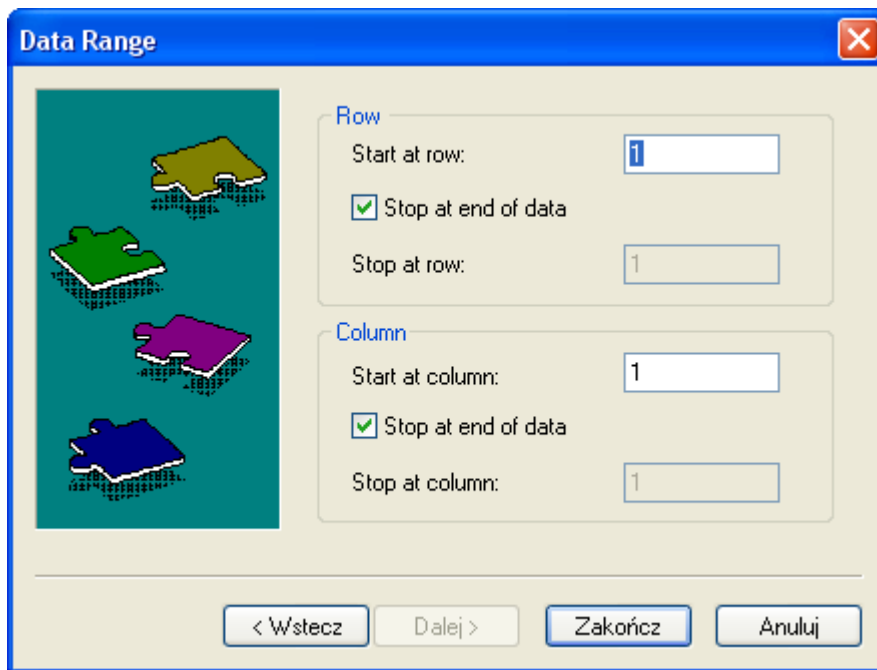 Data Range
Row
Start at row: 1
Stop at end of data
Stop at row: 1
Column
Start at column: 1
Stop at end of data
Stop at column: 1
< Wstecz Dalej > Zakończ Anuluj